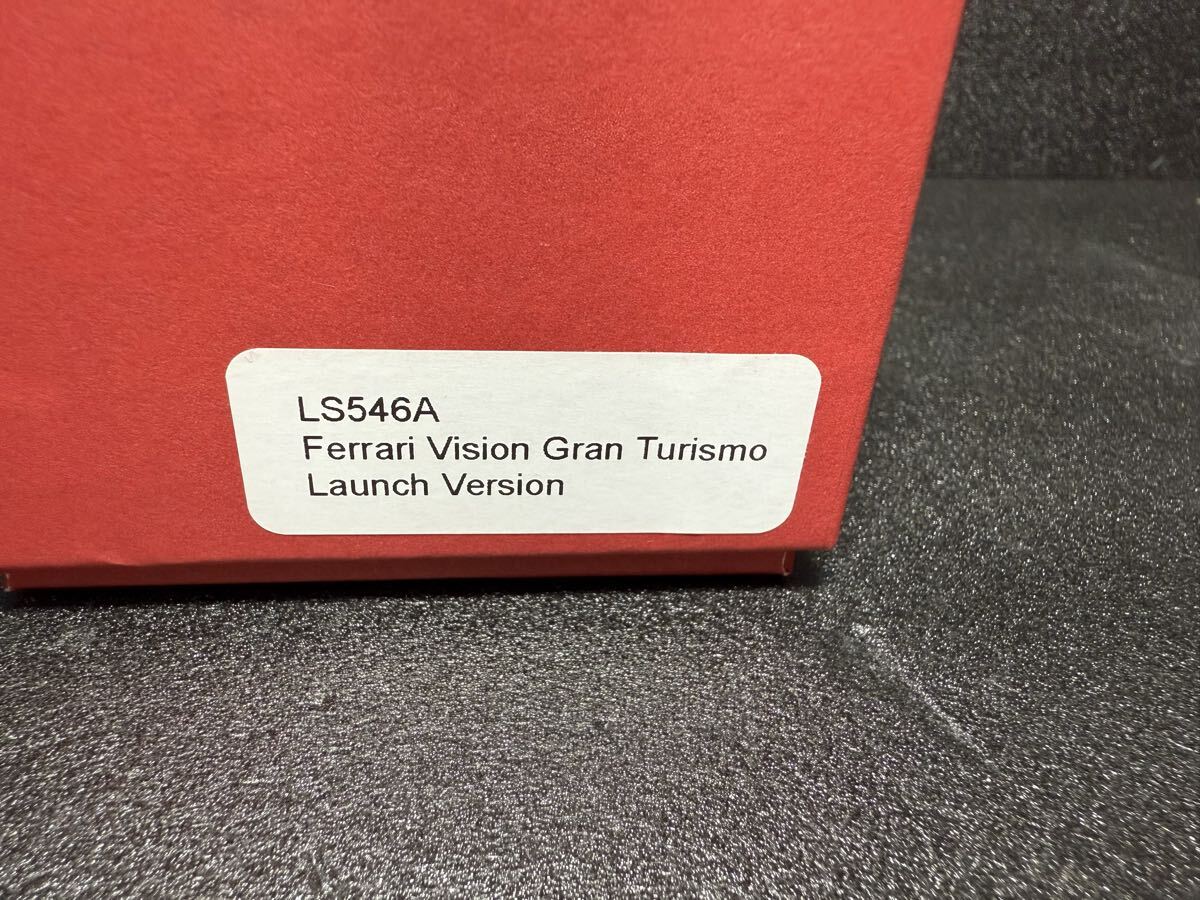 LS546A
Ferrari Vision Gran Turismo
Launch Version